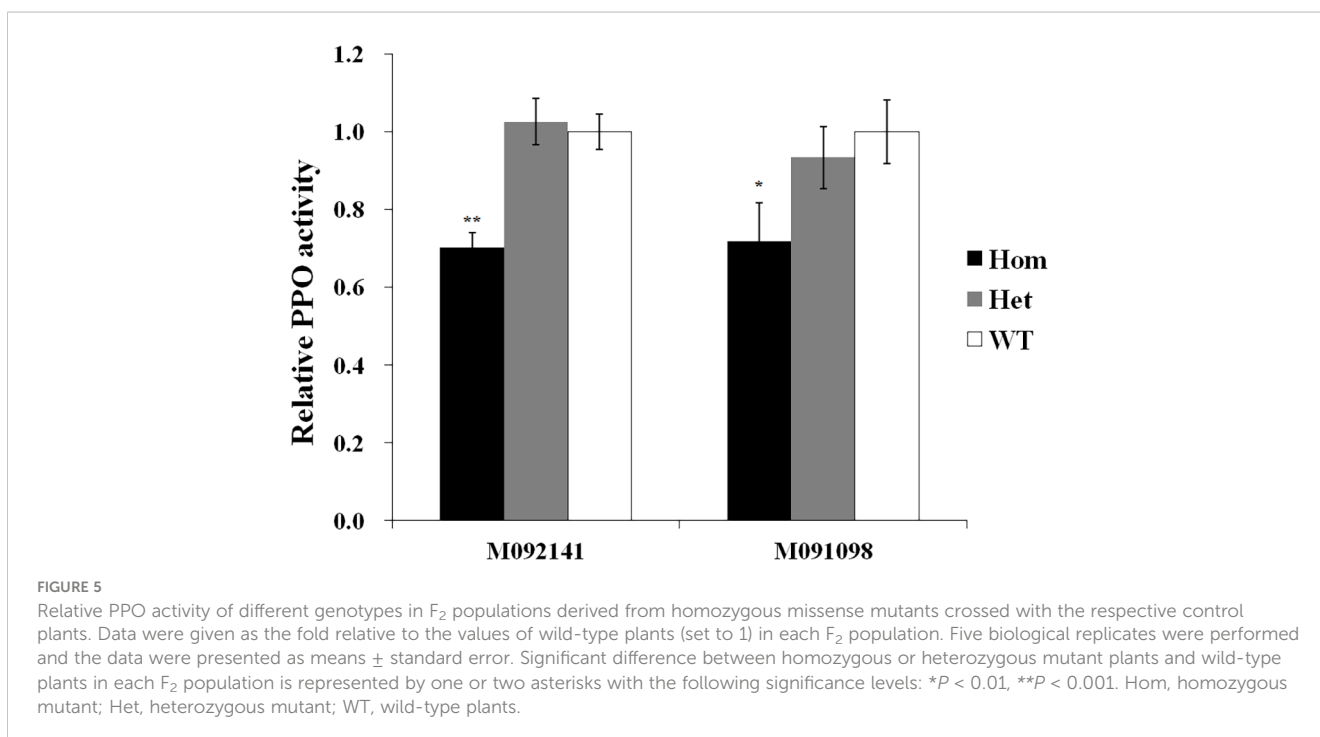 1.2
1.0
0.8
0.6
0.4
0.2
0.0
Relative PPO activity
**
*
Hom
Het
WT
M092141
M091098
FIGURE 5
Relative PPO activity of different genotypes in F₂ populations derived from homozygous missense mutants crossed with the respective control
plants. Data were given as the fold relative to the values of wild-type plants (set to 1) in each F₂ population. Five biological replicates were performed
and the data were presented as means ± standard error. Significant difference between homozygous or heterozygous mutant plants and wild-type
plants in each F₂ population is represented by one or two asterisks with the following significance levels: *P < 0.01, **P < 0.001. Hom, homozygous
mutant; Het, heterozygous mutant; WT, wild-type plants.